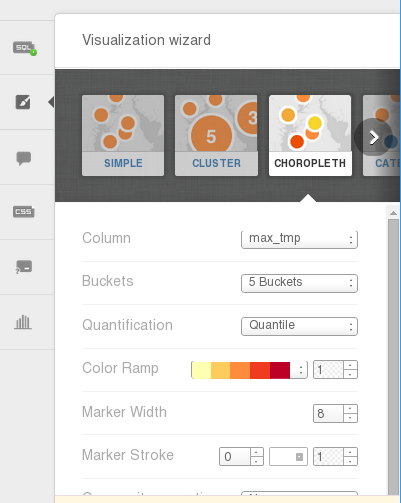 SQL
Visualization wizard
5
3
SIMPLE
CLUSTER
CHOROPLETH
CATE
Column
max_tmp
Buckets
5 Buckets
Quantification
Quantile
CSS
Color Ramp
1
Marker Width
8
Marker Stroke
0
1